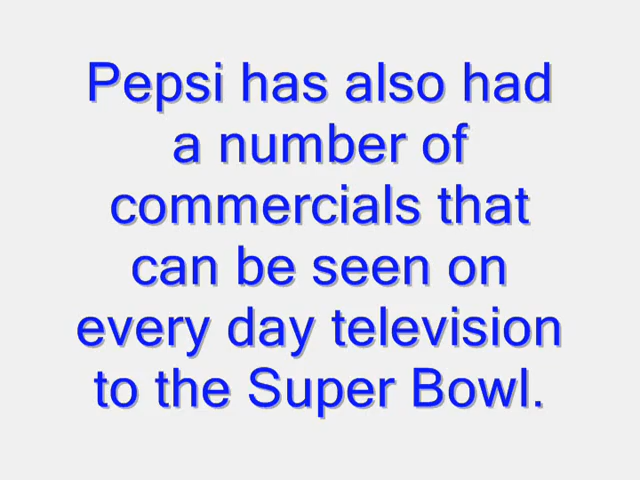 Pepsi has also had
a number of
commercials that
can be seen on
every day television
to the Super Bowl.